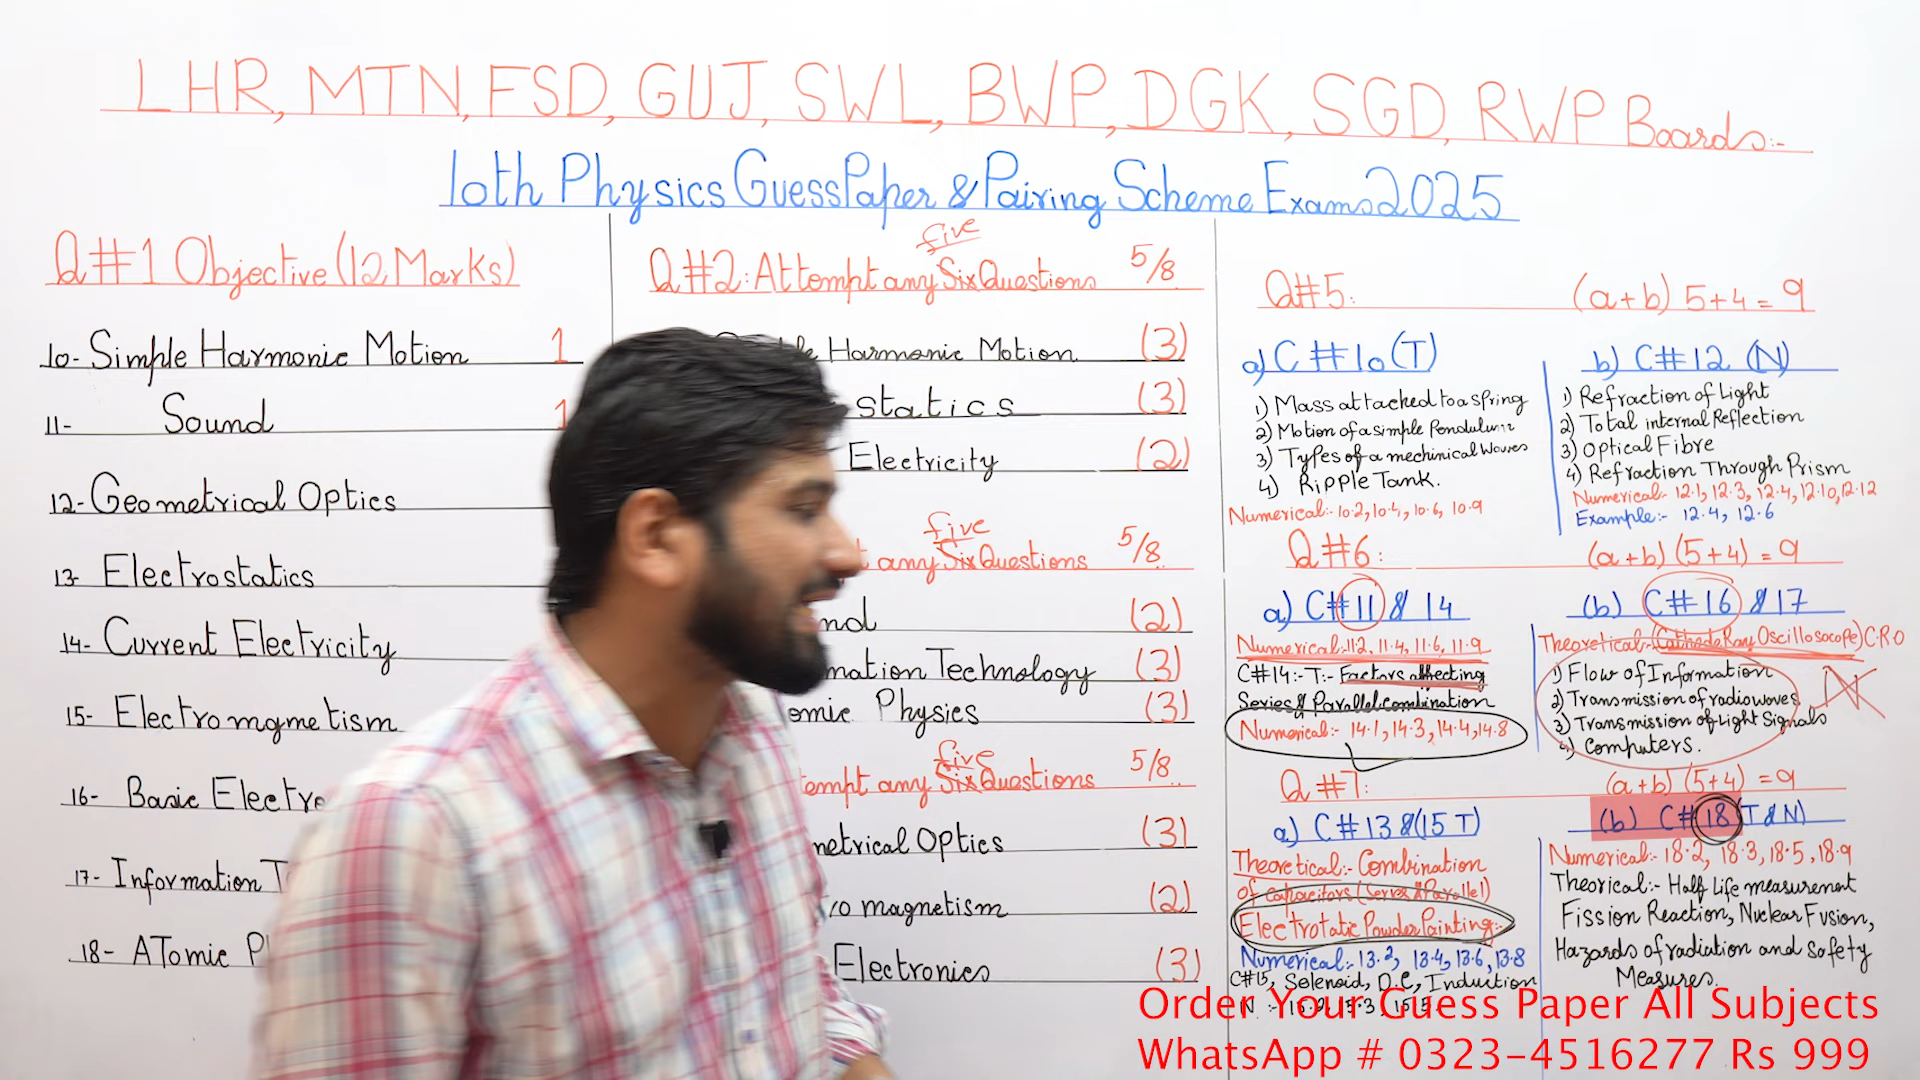 LHR, MTN, FSD, GUJ, SWL, BWP, DGK, SGD, RWP Boards:-
10th Physics Guess Paper & Pairing Scheme Exams 2025
Q#1 Objective (12 Marks)
10- Simple Harmonic Motion 1
11- Sound 1
12- Geometrical Optics
13- Electrostatics
14- Current Electricity
15- Electromgmetism
16- Basic Electro
17- Information T
18- ATomic P
five
Q#2: Attempt any Six Questions 5/8
Harmonic Motion (3)
statics (3)
Electricity (2)
five
any Six Questions 5/8
nd (2)
mation Technology (3)
omic Physics (3)
five
tempt any Six Questions 5/8
metrical Optics (3)
ro magnetism (2)
Electronics (3)
Q#5: (a+b) 5+4=9
a) C#10 (T)
1) Mass attached to a spring
2) Motion of a simple Pendulum
3) Types of a mechinical Waves
4) Ripple Tank.
Numerical:- 10.2, 10.4, 10.6, 10.9
b) C#12 (N)
1) Refraction of Light
2) Total internal Reflection
3) Optical Fibre
4) Refraction Through Prism
Numerical:- 12.1, 12.3, 12.4, 12.10, 12.12
Example:- 12.4, 12.6
Q#6: (a+b) (5+4) = 9
a) C#11 & 14
Numerical:- 11.2, 11.4, 11.6, 11.9
C#14:- T:- Factors affecting
Series & Parallel combination
Numerical:- 14.1, 14.3, 14.4, 14.8
(b) C#16 & 17
Theoretical:- (Cathode Ray Oscillosocope) C.R.O
1) Flow of Information
2) Transmission of radiowaves
3) Transmission of Light Signals
4) Computers.
N
Q#7: (a+b) (5+4) = 9
a) C#13 & (15 T)
Theoretical:- Combination
of capacitors (Series & Parallel)
Electrotatic Powder Painting:-
Numerical:- 13.2, 13.4, 13.6, 13.8
C#15, Selenoid, D.C, Induction
(b) C#18 (T & N)
Numerical:- 18.2, 18.3, 18.5, 18.9
Theorical:- Half Life measurement
Fission Reaction, Nuclear Fusion,
Hazards of radiution and Safety
Measures.
Order Your Guess Paper All Subjects
WhatsApp # 0323-4516277 Rs 999